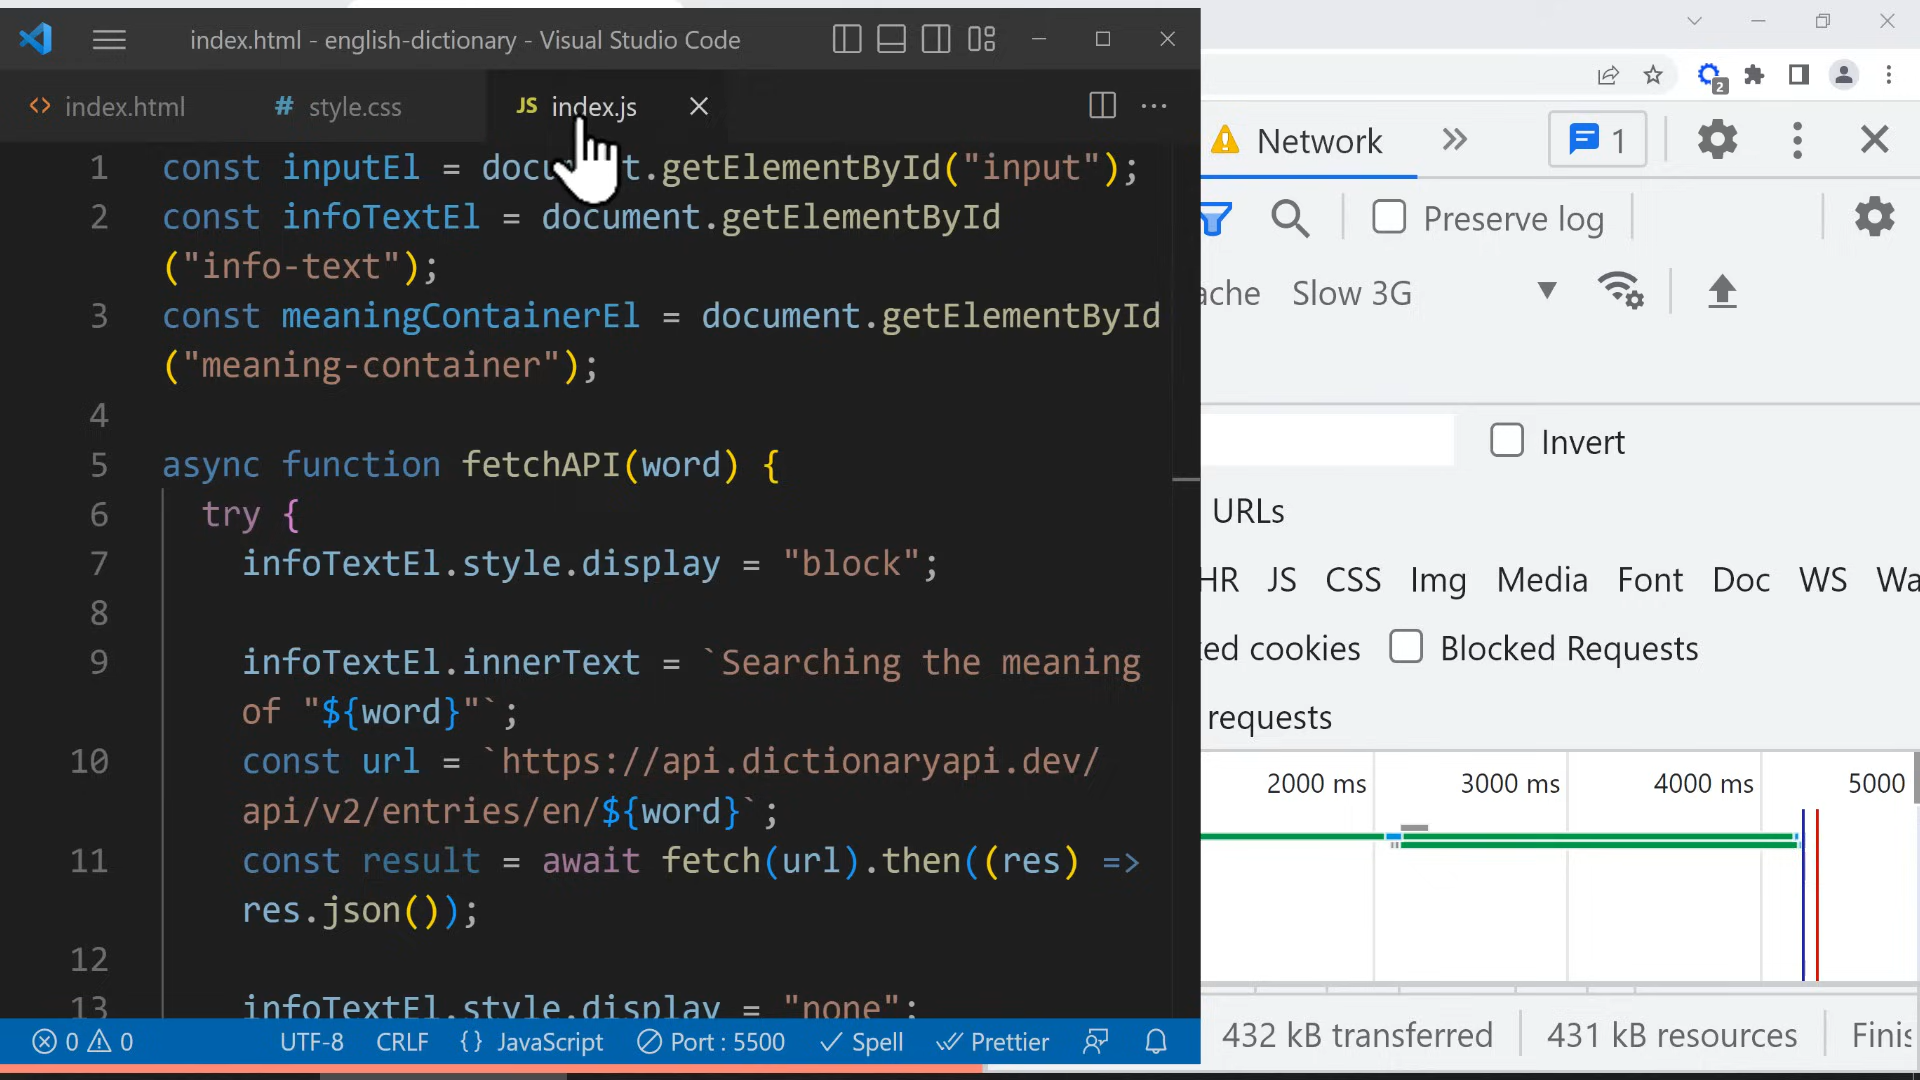 index.html - english-dictionary - Visual Studio Code
index.html
# style.css
JS index.js
1 const inputEl = document.getElementById("input");
2 const infoTextEl = document.getElementById
("info-text");
3 const meaningContainerEl = document.getElementById
("meaning-container");
4
5 async function fetchAPI(word) {
6 try {
7 infoTextEl.style.display = "block";
8
9 infoTextEl.innerText = `Searching the meaning
of "${word}"`;
10 const url = `https://api.dictionaryapi.dev/
api/v2/entries/en/${word}`;
11 const result = await fetch(url).then((res) =>
res.json());
12
13 infoTextEl.style.display = "none";
0 0 UTF-8 CRLF {} JavaScript Port : 5500 Spell Prettier
2
Network
1
Preserve log
ache Slow 3G
Invert
URLs
HR JS CSS Img Media Font Doc WS Wa
ed cookies Blocked Requests
requests
2000 ms 3000 ms 4000 ms 5000
432 kB transferred 431 kB resources Finis